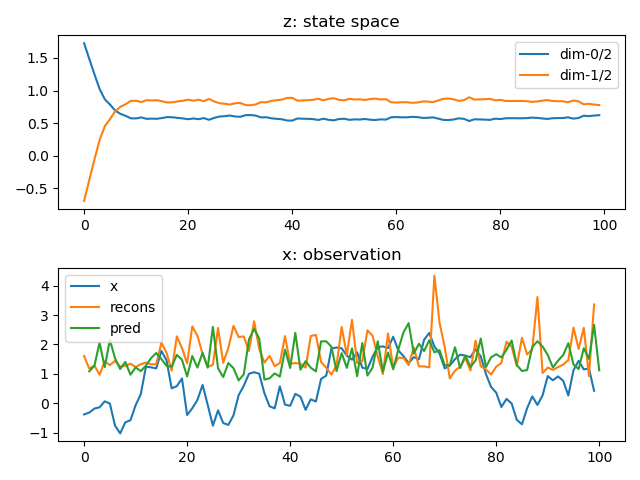 z: state space
1.5
1.0
0.5
0.0
−0.5
dim-0/2
dim-1/2
0 20 40 60 80 100
x: observation
4
3
2
1
0
−1
x
recons
pred
0 20 40 60 80 100